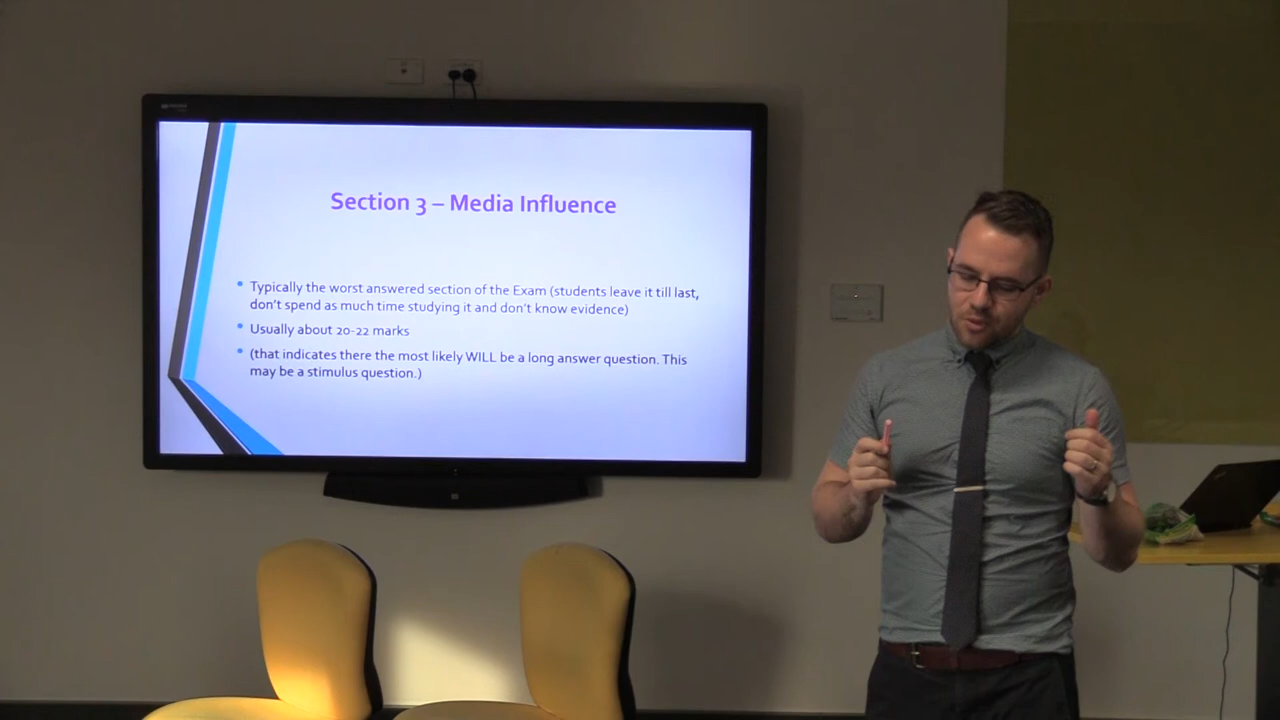 Section 3 – Media Influence
• Typically the worst answered section of the Exam (students leave it till last,
don't spend as much time studying it and don't know evidence)
• Usually about 20-22 marks
• (that indicates there the most likely WILL be a long answer question. This
may be a stimulus question.)